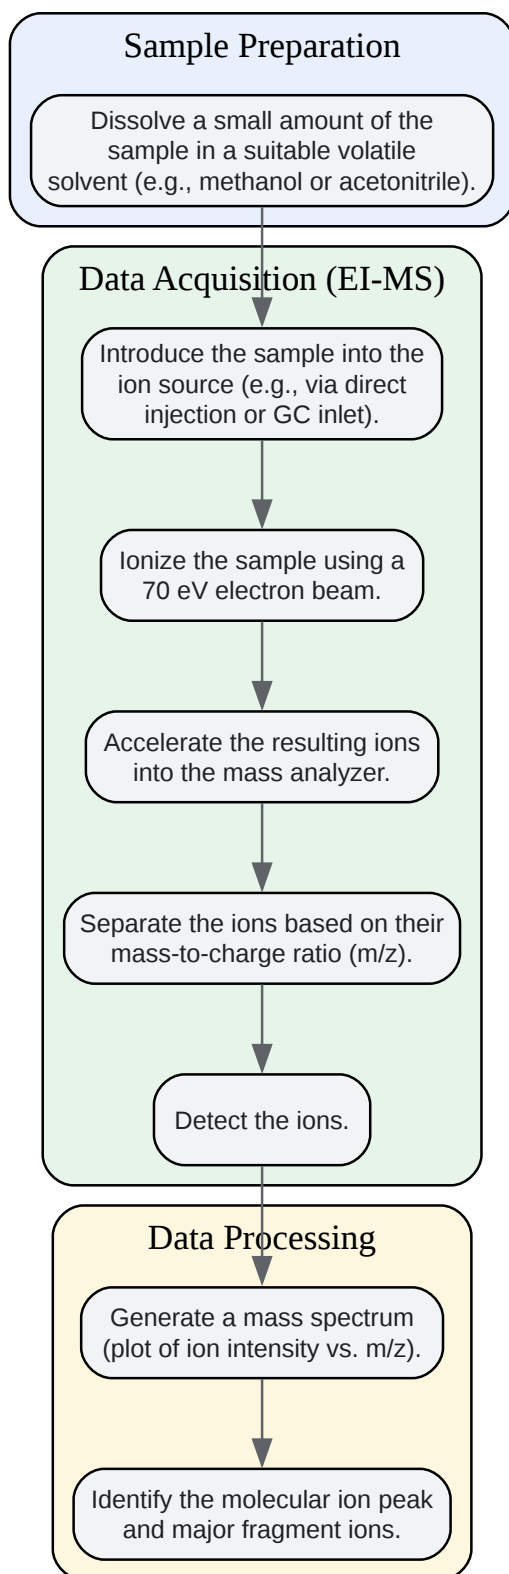 Sample Preparation
Dissolve a small amount of the
sample in a suitable volatile
solvent (e.g., methanol or acetonitrile).
Data Acquisition (EI-MS)
Introduce the sample into the
ion source (e.g., via direct
injection or GC inlet).
Ionize the sample using a
70 eV electron beam.
Accelerate the resulting ions
into the mass analyzer.
Separate the ions based on their
mass-to-charge ratio (m/z).
Detect the ions.
Data Processing
Generate a mass spectrum
(plot of ion intensity vs. m/z).
Identify the molecular ion peak
and major fragment ions.